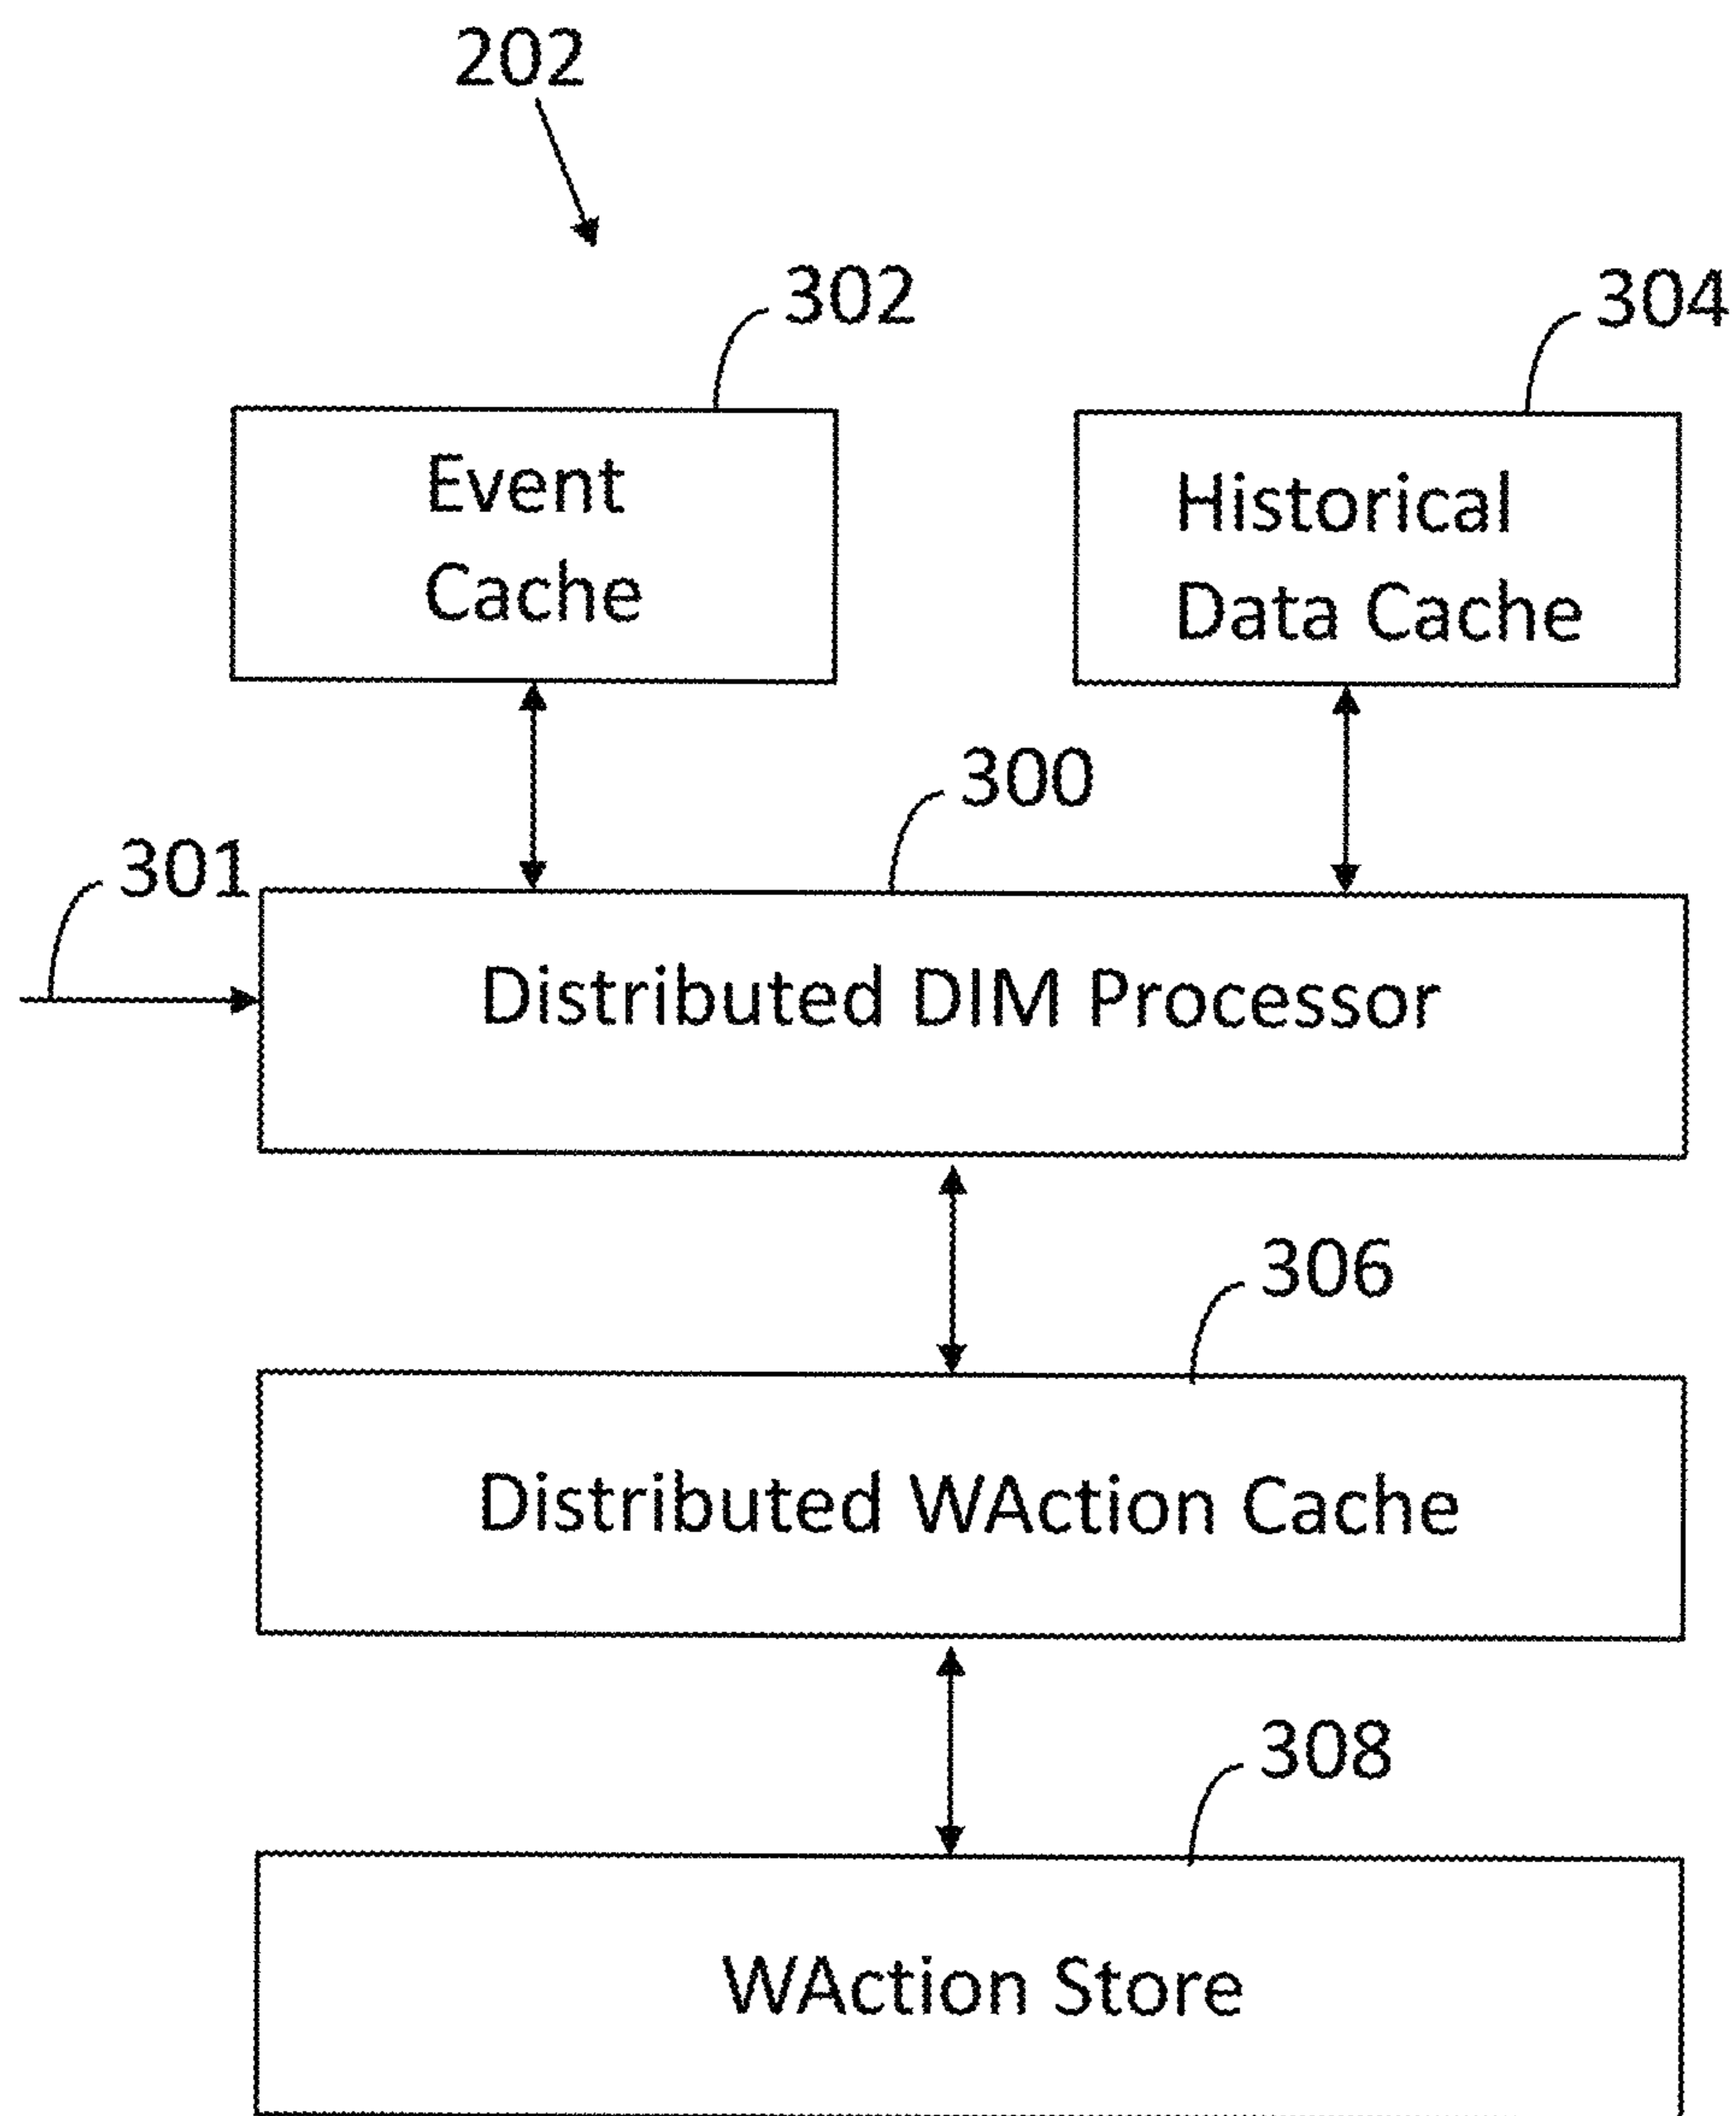 202
302
304
Event
Cache
Historical
Data Cache
300
301
Distributed DIM Processor
306
Distributed WAction Cache
308
WAction Store